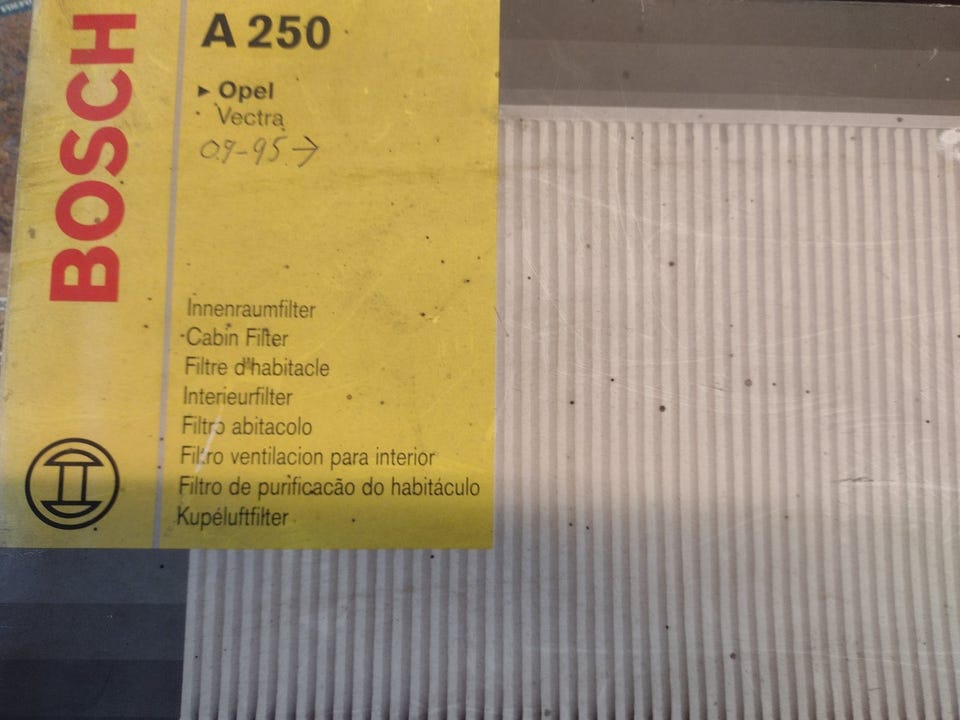 BOSCH
A 250
▸ Opel
Vectra
09-95 →
Innenraumfilter
Cabin Filter
Filtre d'habitacle
Interieurfilter
Filtro abitacolo
Filtro ventilacion para interior
Filtro de purificacão do habitáculo
Kupéluftfilter